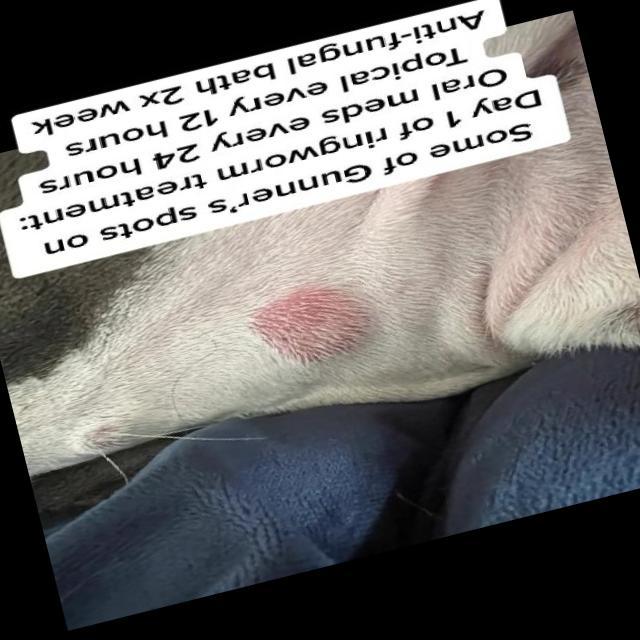 Some of Gunner's spots on
Day 1 of ringworm treatment:
Oral meds every 24 hours
Topical every 12 hours
Anti-fungal bath 2x week